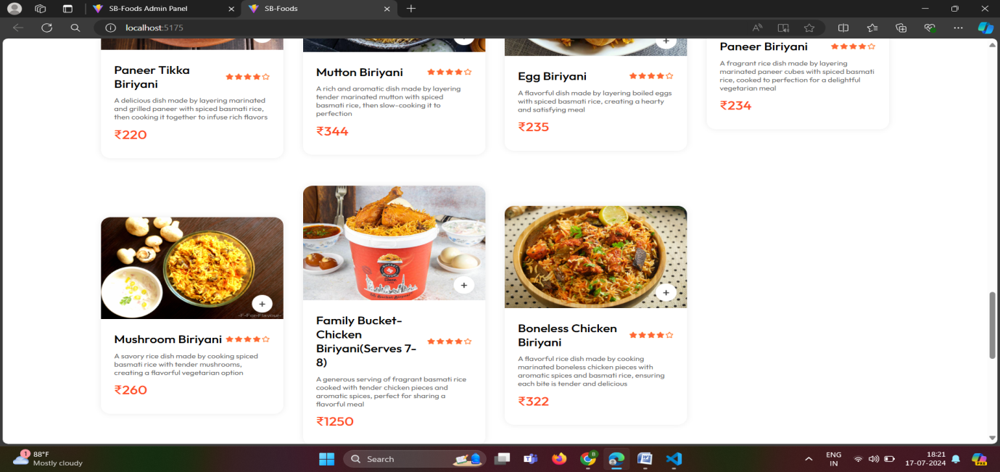 SB-Foods Admin Panel
SB-Foods
localhost:5175
Paneer Tikka
Biriyani
A delicious dish made by layering marinated
and grilled paneer with spiced basmati rice,
then cooking it together to infuse rich flavors
₹220
Mutton Biriyani
A rich and aromatic dish made by layering
tender marinated mutton with spiced
basmati rice, then slow-cooking it to
perfection
₹344
Egg Biriyani
A flavorful dish made by layering boiled eggs
with spiced basmati rice, creating a hearty
and satisfying meal
₹235
Paneer Biriyani
A fragrant rice dish made by layering
marinated paneer cubes with spiced basmati
rice, cooked to perfection for a delightful
vegetarian meal
₹234
-F-For-Flavour-
Mushroom Biriyani
A savory rice dish made by cooking spiced
basmati rice with tender mushrooms,
creating a flavorful vegetarian option
₹260
Family Bucket-
Chicken
Biriyani(Serves 7-
8)
A generous serving of fragrant basmati rice
cooked with tender chicken pieces and
aromatic spices, perfect for sharing a
flavorful meal
₹1250
Boneless Chicken
Biriyani
A flavorful rice dish made by cooking
marinated boneless chicken pieces with
aromatic spices and basmati rice, ensuring
each bite is tender and delicious
₹322
1
88°F
Mostly cloudy
Search
B
ENG
IN
18:21
17-07-2024
PRE